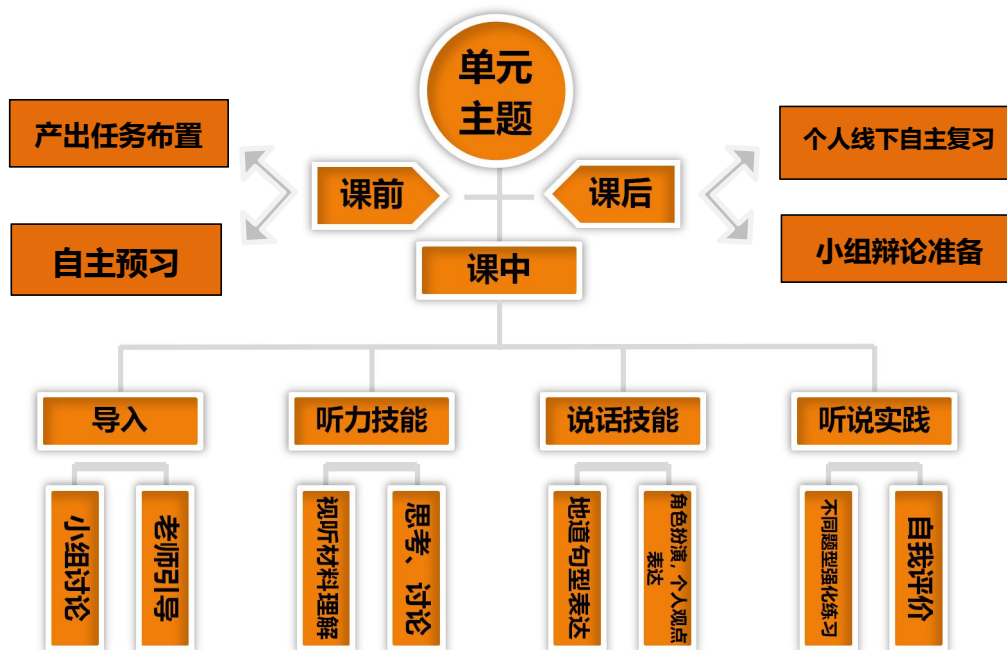 单元
主题
产出任务布置
个人线下自主复习
课前
课后
自主预习
小组辩论准备
课中
导入
听力技能
说话技能
听说实践
小组讨论
老师引导
视听材料理解
思考、讨论
地道句型表达
角色扮演，个人观点
表达
不同题型强化练习
自我评价